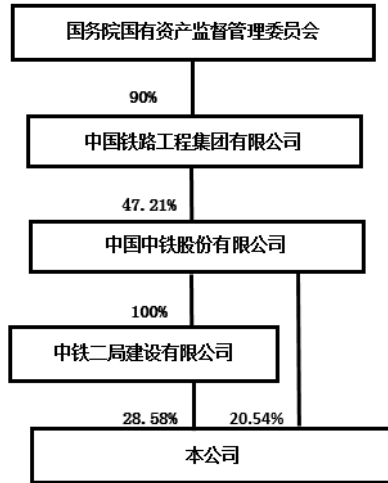 国务院国有资产监督管理委员会
90%
中国铁路工程集团有限公司
47.21%
中国中铁股份有限公司
100%
中铁二局建设有限公司
28.58%
20.54%
本公司